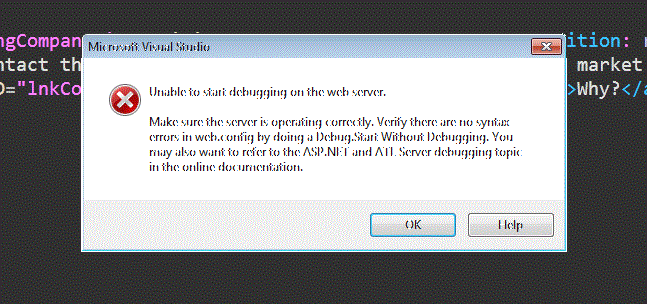 ngCompan
ition:
Microsoft Visual Studio
ntact th
market
D="lnkCo
>Why?</a
Unable to start debugging on the web server.
Make sure the server is operating correctly. Verify there are no syntax
errors in web.config by doing a Debug.Start Without Debugging. You
may also want to refer to the ASP.NET and ATL Server debugging topic
in the online documentation.
OK
Help